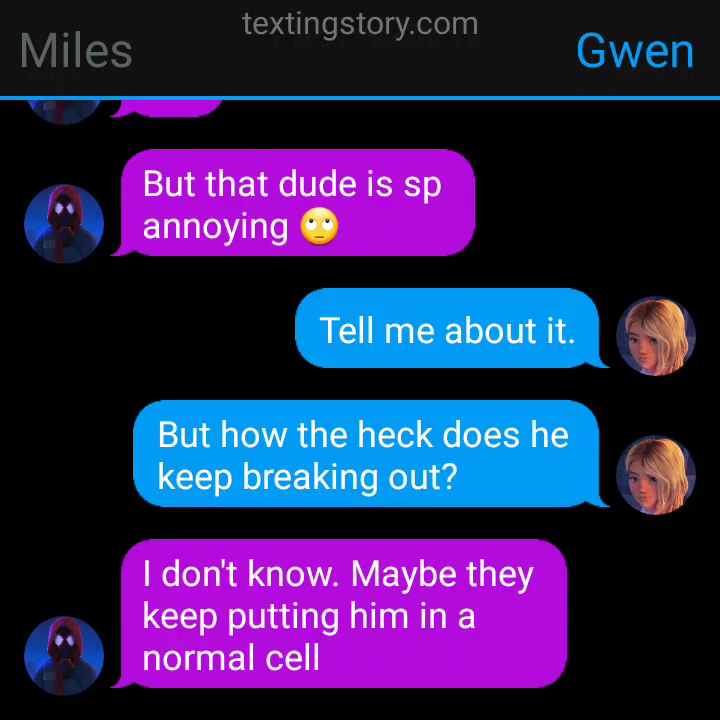 textingstory.com
Miles
Gwen
But that dude is sp
annoying 🙄
Tell me about it.
But how the heck does he
keep breaking out?
I don't know. Maybe they
keep putting him in a
normal cell